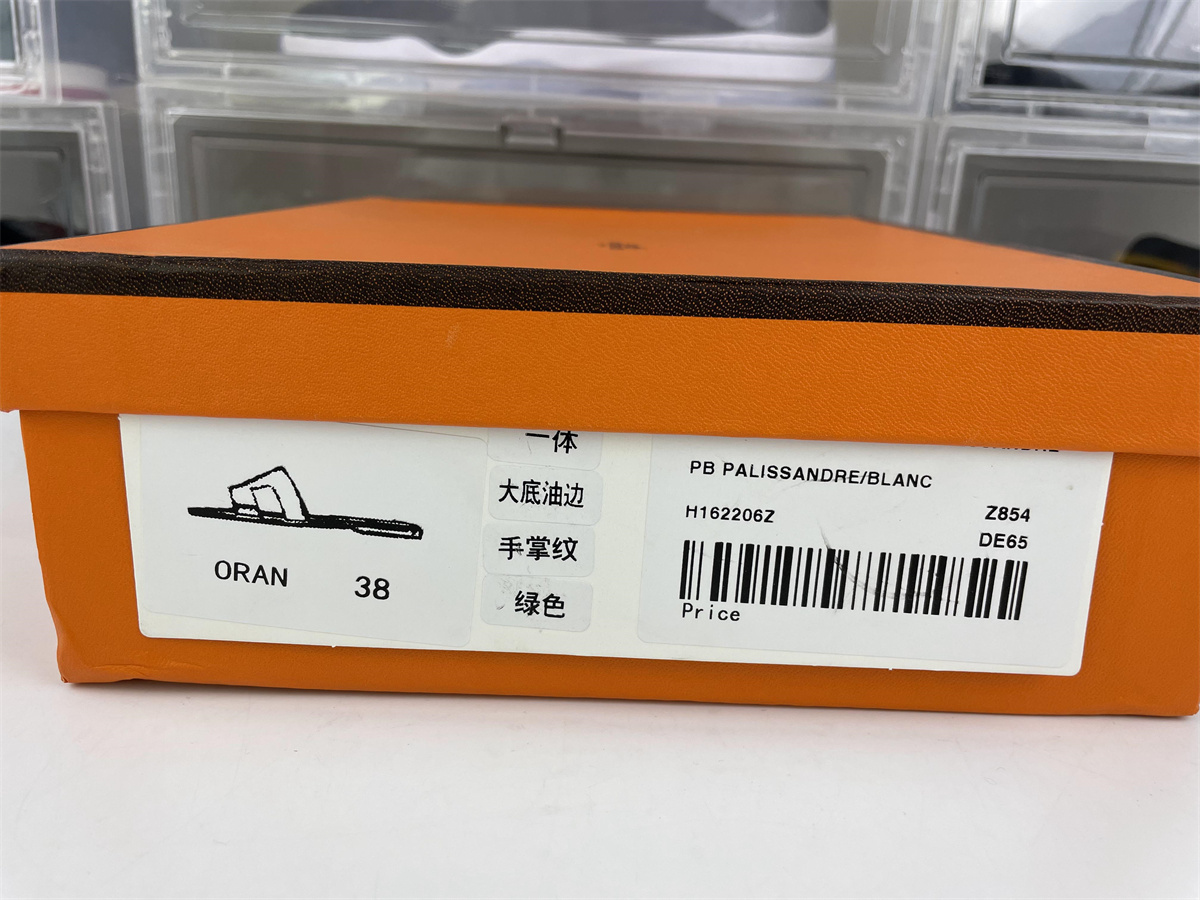 ORAN 38
一体
大底油边
手掌纹
绿色
PB PALISSANDRE/BLANC
H162206Z Z854
DE65
Price